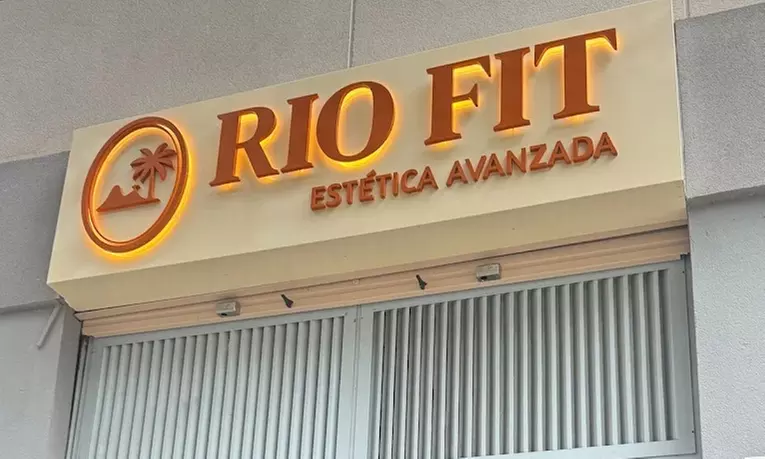 RIO FIT
ESTÉTICA AVANZADA